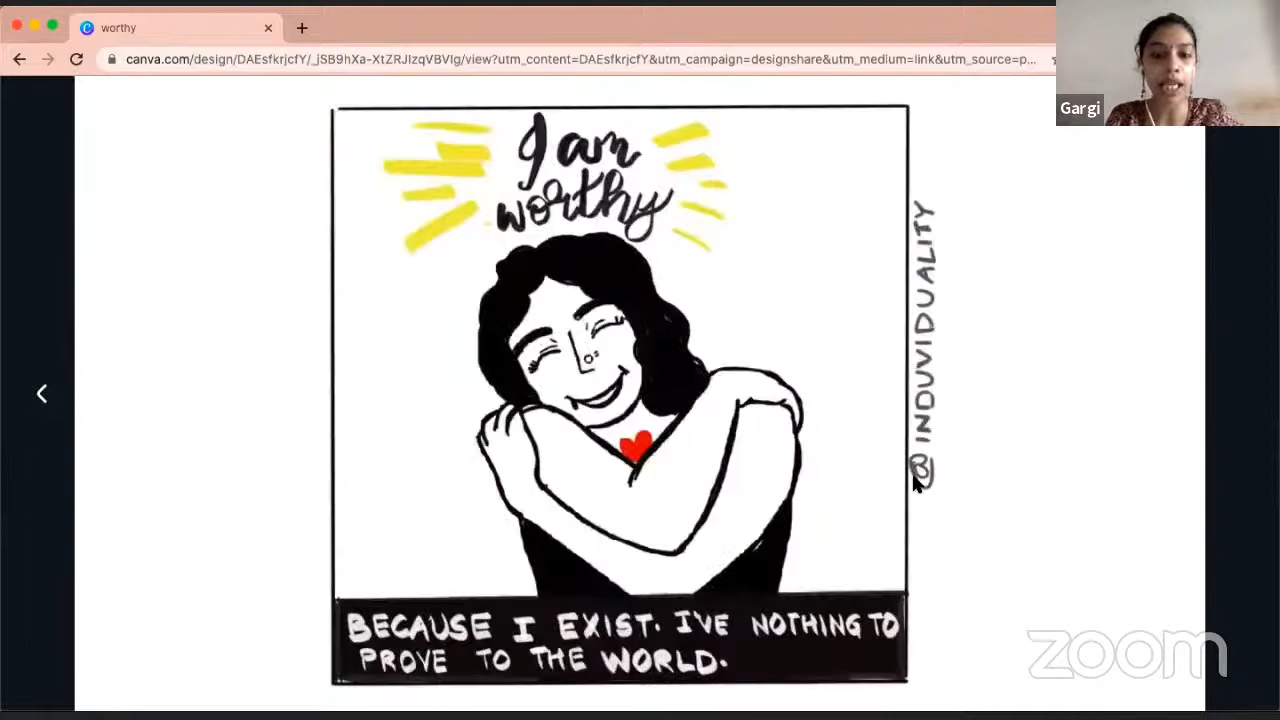 worthy
canva.com/design/DAEsfkrjcfY/_jSB9hXa-XtZRJIzqVBVIg/view?utm_content=DAEsfkrjcfY&utm_campaign=designshare&utm_medium=link&utm_source=p...
Gargi
I am
worthy
@INDUVIDUALITY
BECAUSE I EXIST. I'VE NOTHING TO
PROVE TO THE WORLD.
zoom